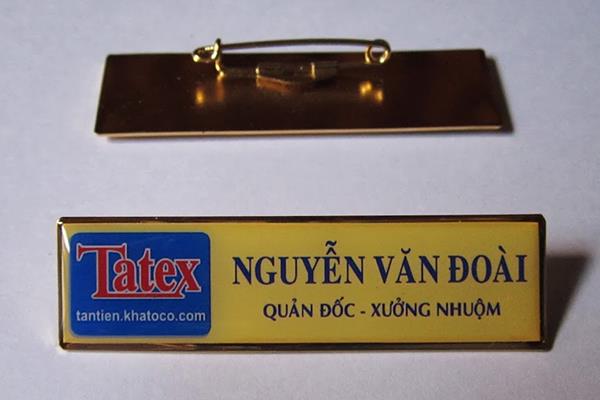 Tatex
tantien.khatoco.com
NGUYỄN VĂN ĐOÀI
QUẢN ĐỐC - XƯỞNG NHUỘM